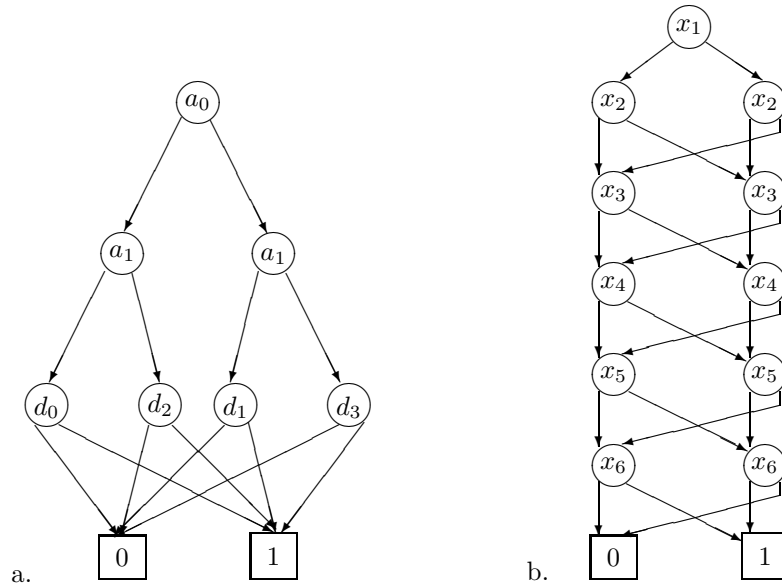 a₀
a₁ a₁
d₀ d₂ d₁ d₃
0 1
a.
x₁
x₂ x₂
x₃ x₃
x₄ x₄
x₅ x₅
x₆ x₆
0 1
b.